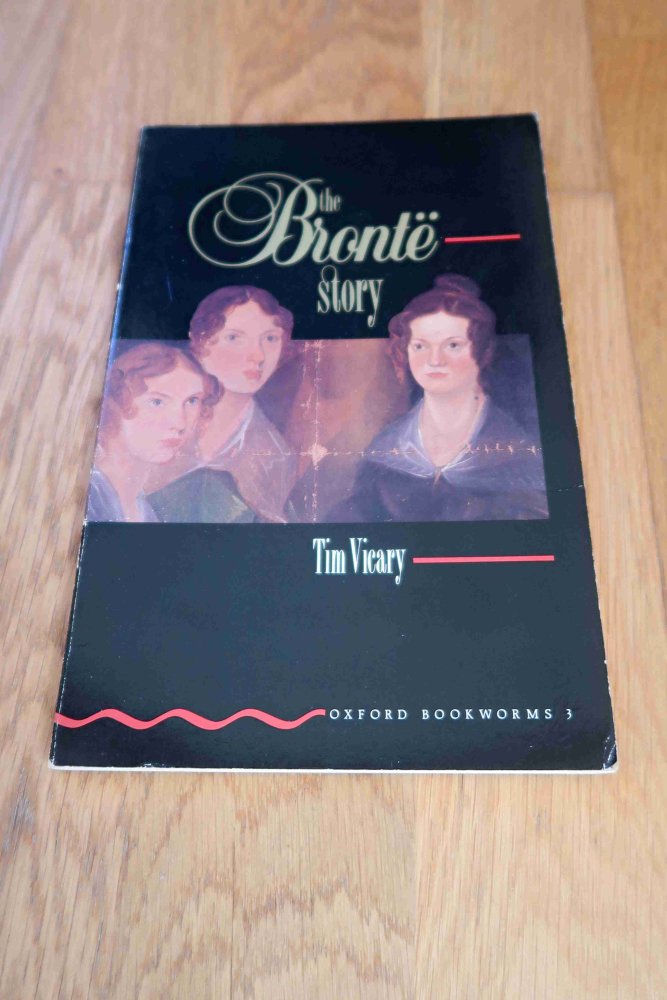 the
Brontë
story
Tim Vicary
OXFORD BOOKWORMS 3